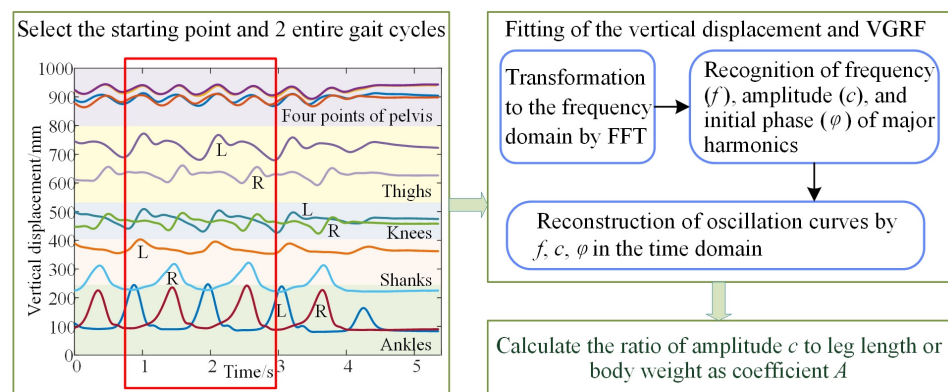 Select the starting point and 2 entire gait cycles
Vertical displacement/mm
1000
900
800
700
600
500
400
300
200
100
0
Four points of pelvis
L
R
Thighs
L
R
Knees
L
Shanks
R
L
R
Ankles
0
1
2
3
4
5
Time/s
Fitting of the vertical displacement and VGRF
Transformation
to the frequency
domain by FFT
Recognition of frequency
(f), amplitude (c), and
initial phase (φ) of major
harmonics
Reconstruction of oscillation curves by
f, c, φ in the time domain
Calculate the ratio of amplitude c to leg length or
body weight as coefficient A